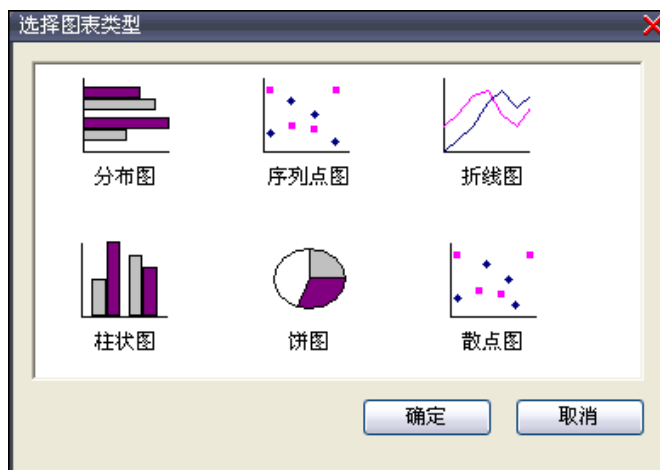 选择图表类型
分布图
序列点图
折线图
柱状图
饼图
散点图
确定
取消